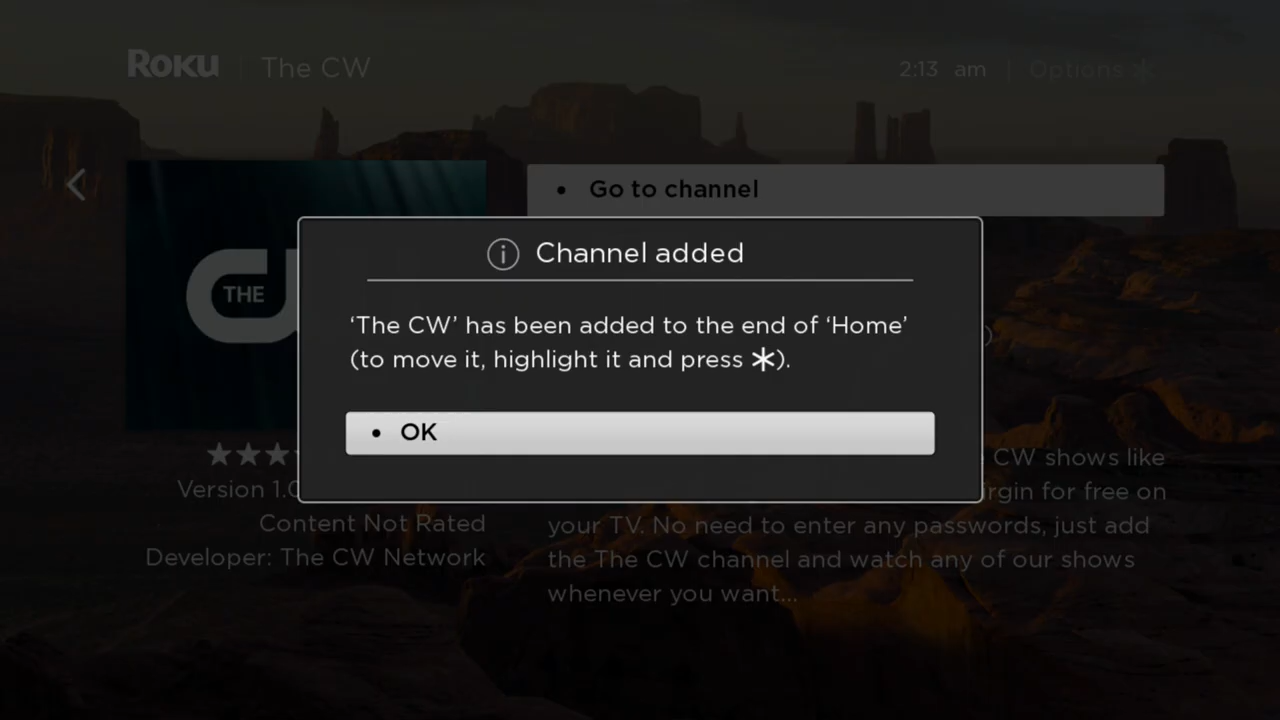 Roku | The CW
2:13 am | Options *
Go to channel
THE
Channel added
‘The CW’ has been added to the end of ‘Home’
(to move it, highlight it and press *).
OK
Version 1.0
Content Not Rated
Developer: The CW Network
CW shows like
for free on
your TV. No need to enter any passwords, just add
the The CW channel and watch any of our shows
whenever you want...